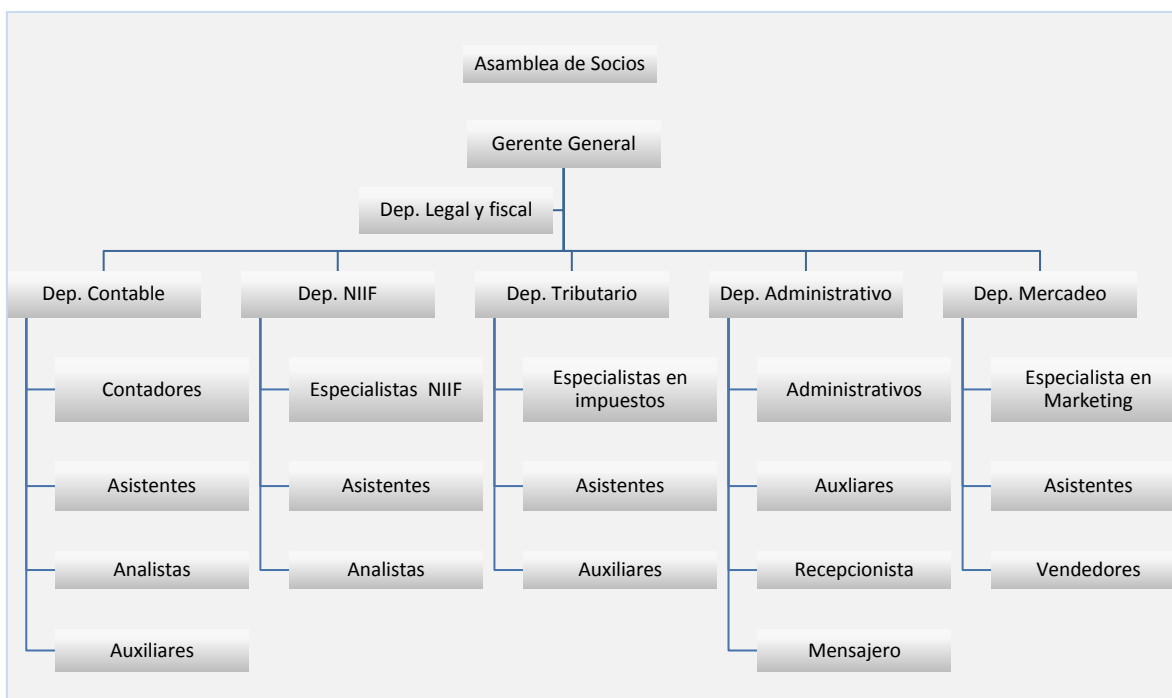 Asamblea de Socios
Gerente General
Dep. Legal y fiscal
Dep. Contable
Dep. NIIF
Dep. Tributario
Dep. Administrativo
Dep. Mercadeo
Contadores
Especialistas NIIF
Especialistas en
impuestos
Administrativos
Especialista en
Marketing
Asistentes
Asistentes
Asistentes
Auxliares
Asistentes
Analistas
Analistas
Auxiliares
Recepcionista
Vendedores
Auxiliares
Mensajero